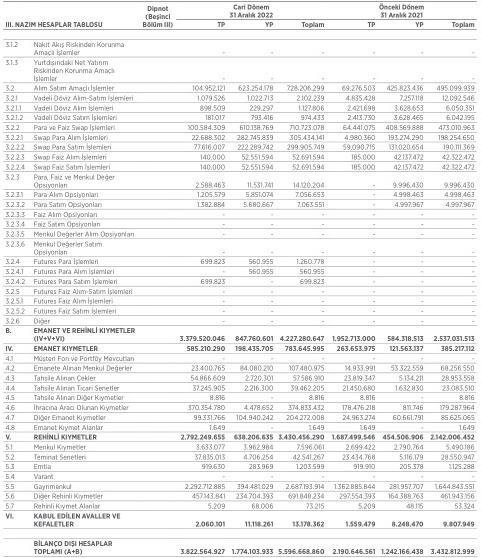 Dipnot Cari Dönem Önceki Dönem
(Beşinci 31 Aralık 2022 31 Aralık 2021
III. NAZIM HESAPLAR TABLOSU Bölüm III) TP YP Toplam TP YP Toplam
3.1.2 Nakit Akış Riskinden Korunma
Amaçlı İşlemler - - - - - -
3.1.3 Yurtdışındaki Net Yatırım
Riskinden Korunma Amaçlı
İşlemler - - - - - -
3.2 Alım Satım Amaçlı İşlemler 104.952.121 623.254.178 728.206.299 69.276.503 425.823.436 495.099.939
3.2.1 Vadeli Döviz Alım-Satım İşlemleri 1.079.526 1.022.713 2.102.239 4.835.428 7.257.118 12.092.546
3.2.1.1 Vadeli Döviz Alım İşlemleri 898.509 229.297 1.127.806 2.421.698 3.628.653 6.050.351
3.2.1.2 Vadeli Döviz Satım İşlemleri 181.017 793.416 974.433 2.413.730 3.628.465 6.042.195
3.2.2 Para ve Faiz Swap İşlemleri 100.584.309 610.138.769 710.723.078 64.441.075 408.569.888 473.010.963
3.2.2.1 Swap Para Alım İşlemleri 22.688.302 282.745.839 305.434.141 4.980.360 193.274.290 198.254.650
3.2.2.2 Swap Para Satım İşlemleri 77.616.007 222.289.742 299.905.749 59.090.715 131.020.654 190.111.369
3.2.2.3 Swap Faiz Alım İşlemleri 140.000 52.551.594 52.691.594 185.000 42.137.472 42.322.472
3.2.2.4 Swap Faiz Satım İşlemleri 140.000 52.551.594 52.691.594 185.000 42.137.472 42.322.472
3.2.3 Para, Faiz ve Menkul Değer
Opsiyonları 2.588.463 11.531.741 14.120.204 - 9.996.430 9.996.430
3.2.3.1 Para Alım Opsiyonları 1.205.579 5.851.074 7.056.653 - 4.998.463 4.998.463
3.2.3.2 Para Satım Opsiyonları 1.382.884 5.680.667 7.063.551 - 4.997.967 4.997.967
3.2.3.3 Faiz Alım Opsiyonları - - - - - -
3.2.3.4 Faiz Satım Opsiyonları - - - - - -
3.2.3.5 Menkul Değerler Alım Opsiyonları - - - - - -
3.2.3.6 Menkul Değerler Satım
Opsiyonları - - - - - -
3.2.4 Futures Para İşlemleri 699.823 560.955 1.260.778 - - -
3.2.4.1 Futures Para Alım İşlemleri - 560.955 560.955 - - -
3.2.4.2 Futures Para Satım İşlemleri 699.823 - 699.823 - - -
3.2.5 Futures Faiz Alım-Satım İşlemleri - - - - - -
3.2.5.1 Futures Faiz Alım İşlemleri - - - - - -
3.2.5.2 Futures Faiz Satım İşlemleri - - - - - -
3.2.6 Diğer - - - - - -
B. EMANET VE REHİNLİ KIYMETLER
(IV+V+VI) 3.379.520.046 847.760.601 4.227.280.647 1.952.713.000 584.318.513 2.537.031.513
IV. EMANET KIYMETLER 585.210.290 198.435.705 783.645.995 263.653.975 121.563.137 385.217.112
4.1 Müşteri Fon ve Portföy Mevcutları - - - - - -
4.2 Emanete Alınan Menkul Değerler 23.400.765 84.080.210 107.480.975 14.933.991 53.322.559 68.256.550
4.3 Tahsile Alınan Çekler 54.866.609 2.720.301 57.586.910 23.819.347 5.134.211 28.953.558
4.4 Tahsile Alınan Ticari Senetler 37.245.905 2.216.300 39.462.205 21.450.680 1.632.830 23.083.510
4.5 Tahsile Alınan Diğer Kıymetler 8.816 - 8.816 8.816 - 8.816
4.6 İhracına Aracı Olunan Kıymetler 370.354.780 4.478.652 374.833.432 178.476.218 811.746 179.287.964
4.7 Diğer Emanet Kıymetler 99.331.766 104.940.242 204.272.008 24.963.274 60.661.791 85.625.065
4.8 Emanet Kıymet Alanlar 1.649 - 1.649 1.649 - 1.649
V. REHİNLİ KIYMETLER 2.792.249.655 638.206.635 3.430.456.290 1.687.499.546 454.506.906 2.142.006.452
5.1 Menkul Kıymetler 3.633.077 3.962.984 7.596.061 2.699.422 2.790.764 5.490.186
5.2 Teminat Senetleri 37.835.013 4.706.254 42.541.267 23.434.768 5.116.179 28.550.947
5.3 Emtia 919.630 283.969 1.203.599 919.910 205.378 1.125.288
5.4 Varant - - - - - -
5.5 Gayrimenkul 2.292.712.885 394.481.029 2.687.193.914 1.362.885.844 281.957.707 1.644.843.551
5.6 Diğer Rehinli Kıymetler 457.143.841 234.704.393 691.848.234 297.554.393 164.388.763 461.943.156
5.7 Rehinli Kıymet Alanlar 5.209 68.006 73.215 5.209 48.115 53.324
VI. KABUL EDİLEN AVALLER VE
KEFALETLER 2.060.101 11.118.261 13.178.362 1.559.479 8.248.470 9.807.949
BİLANÇO DIŞI HESAPLAR
TOPLAMI (A+B) 3.822.564.927 1.774.103.933 5.596.668.860 2.190.646.561 1.242.166.438 3.432.812.999